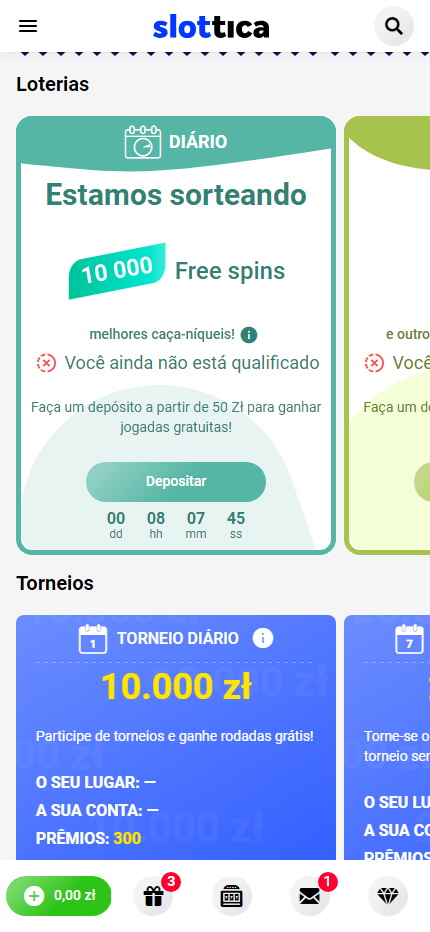 slottica
Loterias
DIÁRIO
Estamos sorteando
10 000 Free spins
melhores caça-níqueis!
e outro
Você ainda não está qualificado
Você
Faça um depósito a partir de 50 Zł para ganhar
jogadas gratuitas!
Faça um d
Depositar
00 08 07 45
dd hh mm ss
Torneios
1 TORNEIO DIÁRIO
7
10.000 zł
Participe de torneios e ganhe rodadas grátis!
Torne-se o
torneio se
O SEU LUGAR: —
A SUA CONTA: —
PRÊMIOS: 300
O SEU LU
A SUA CO
PRÊMIOS
0,00 zł
3
1